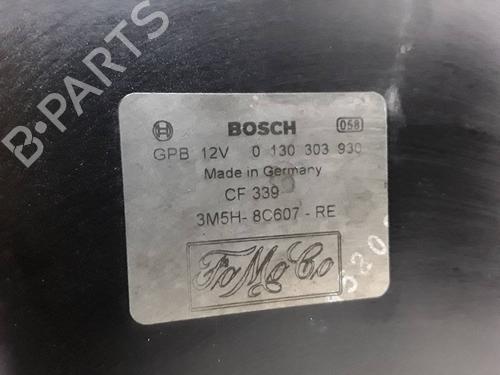 B-PARTS
BOSCH 058
GPB 12V 0 130 303 930
Made in Germany
CF 339
3M5H-8C607-RE
FoMoCo